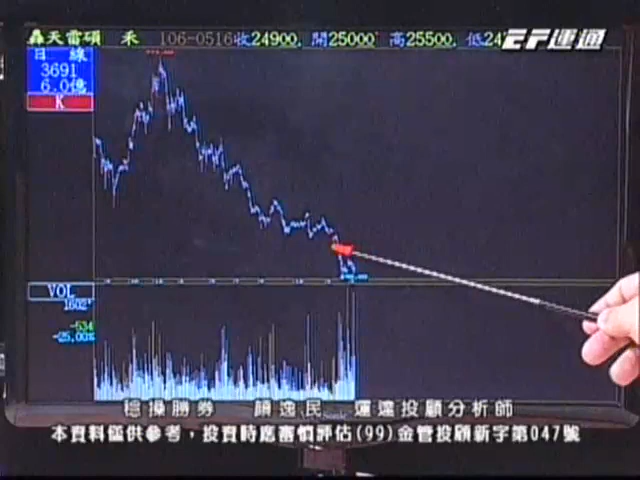 天雷碩 乖 106-0516收24900. 開25000 高25500. 低24
EF運通
日 線
3691
6.0億
K
VOL
1602
-534
-25.00%
穩操勝券 顏逸民 運達投顧分析師
本資料僅供參考，投資時應審慎評估(99)金管投顧新字第047號